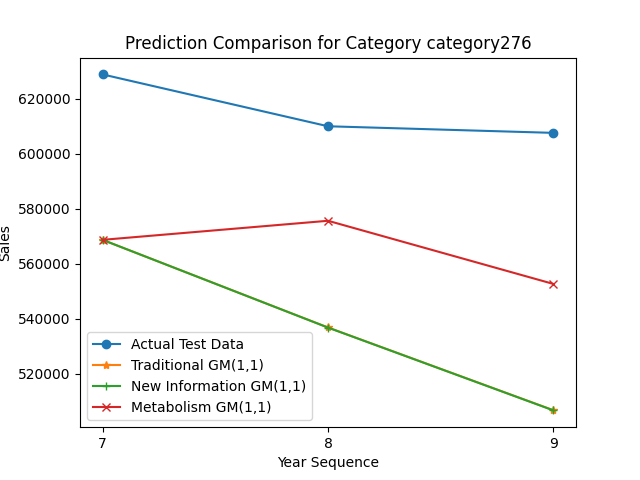 Prediction Comparison for Category category276
Sales
620000
600000
580000
560000
540000
520000
Actual Test Data
Traditional GM(1,1)
New Information GM(1,1)
Metabolism GM(1,1)
7
8
9
Year Sequence